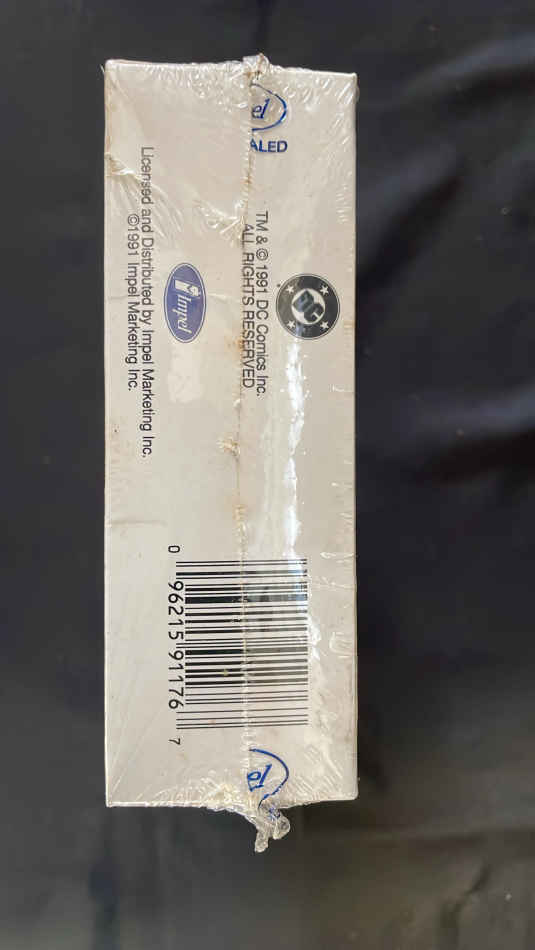 el
ALED
DC
TM & © 1991 DC Comics Inc.
ALL RIGHTS RESERVED
Impel
Licensed and Distributed by Impel Marketing Inc.
©1991 Impel Marketing Inc.
0 96215 91176 7